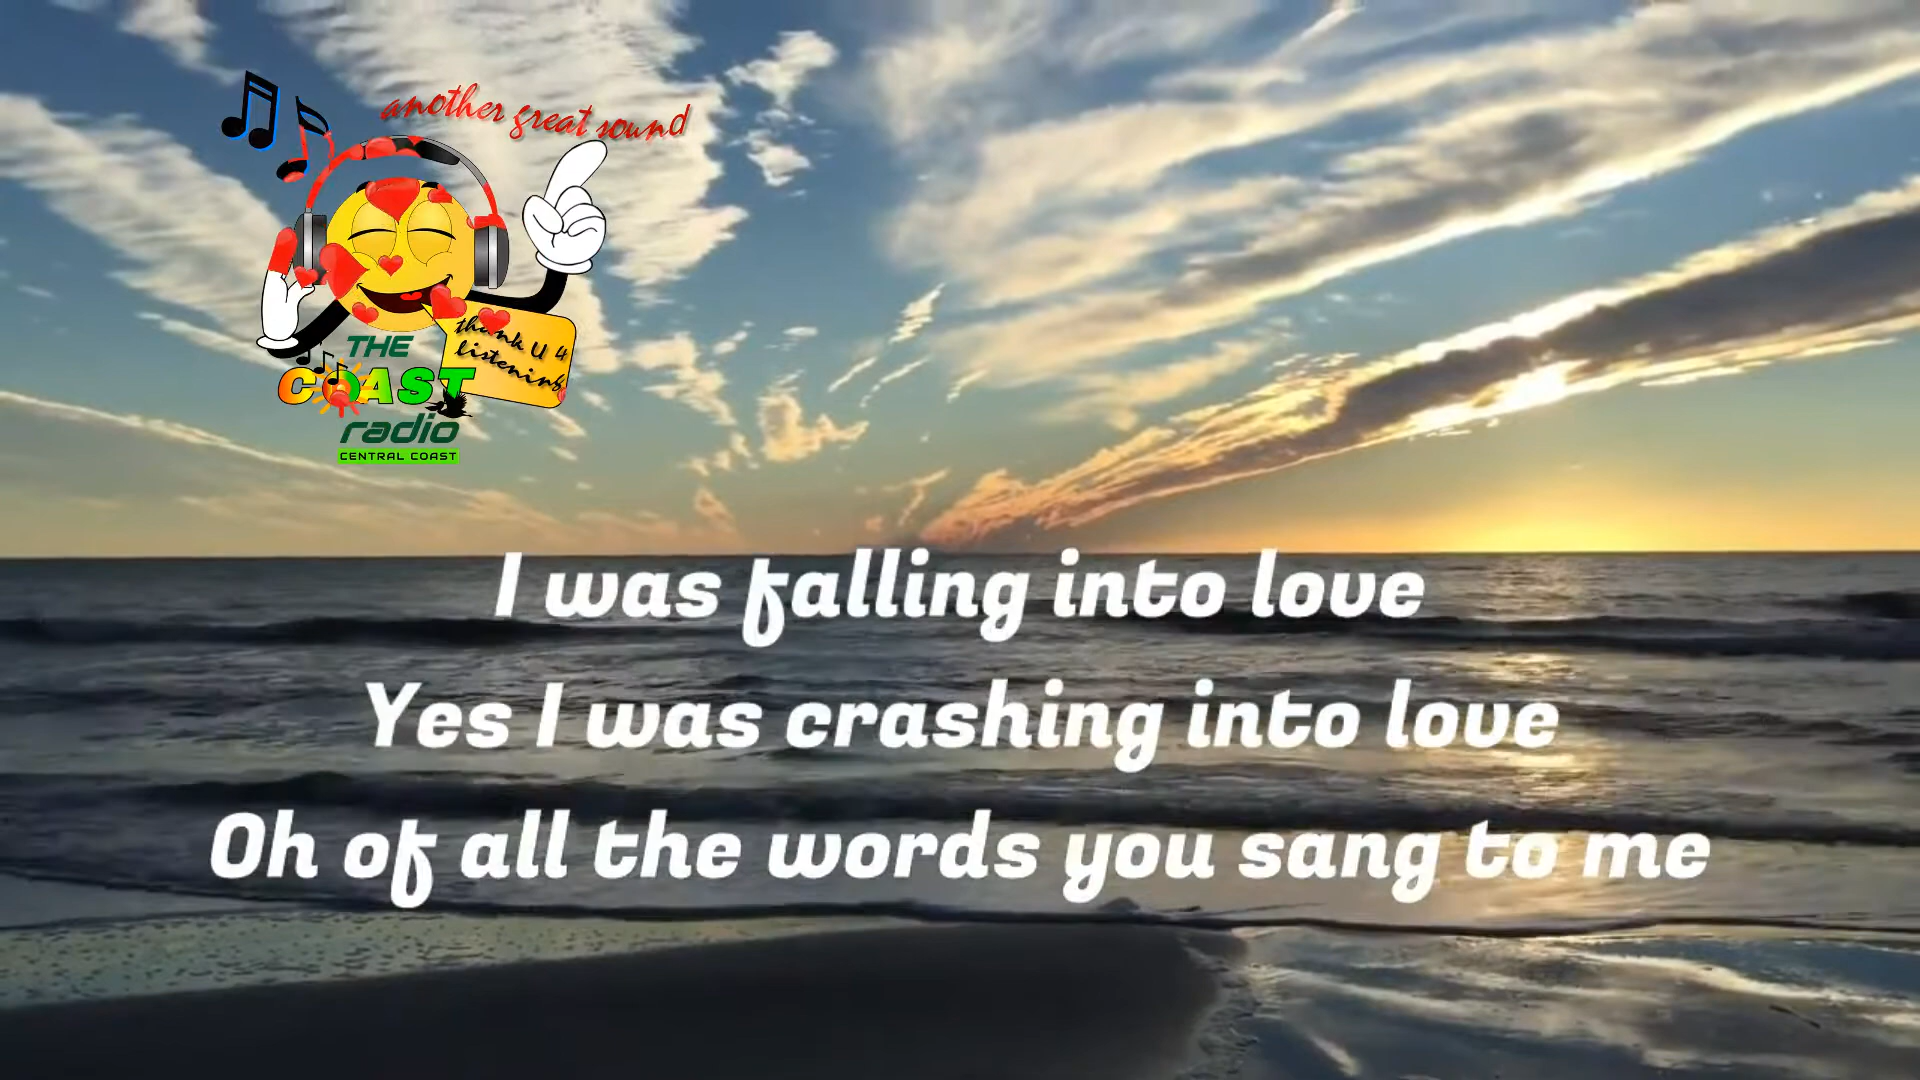 another great sound
thank U 4
listening
THE
COAST
radio
CENTRAL COAST
I was falling into love
Yes I was crashing into love
Oh of all the words you sang to me